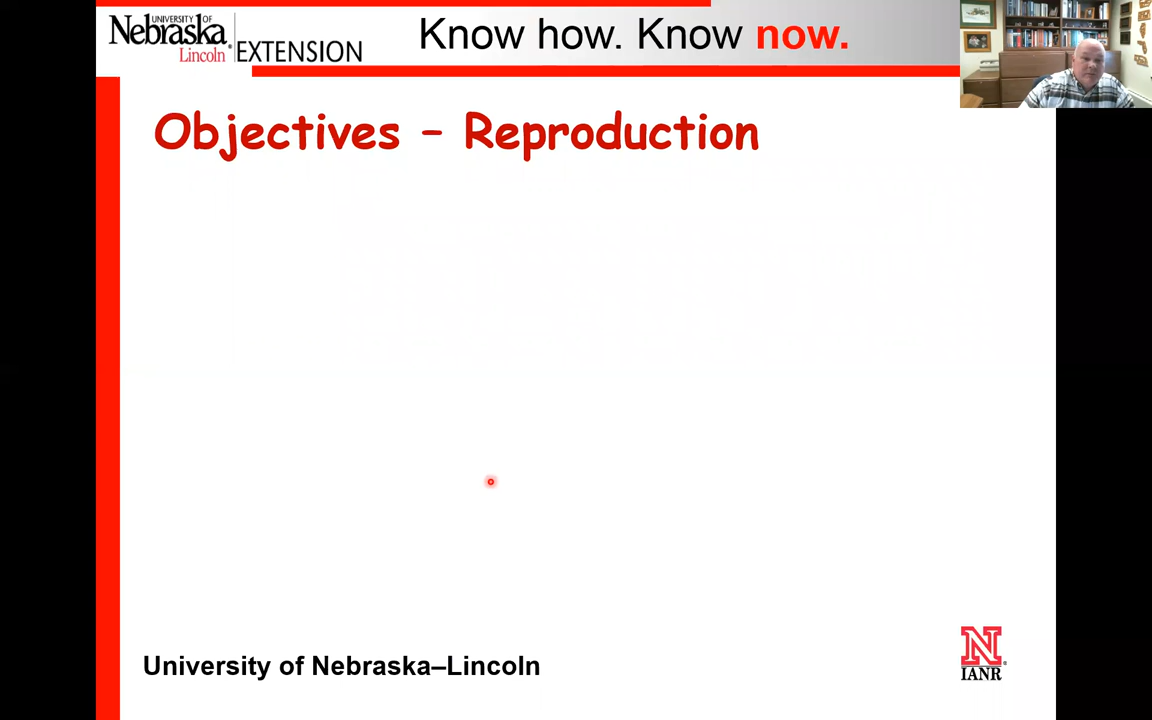 UNIVERSITY OF
Nebraska
Lincoln
EXTENSION
Know how. Know now.
Objectives – Reproduction
University of Nebraska–Lincoln
N
IANR